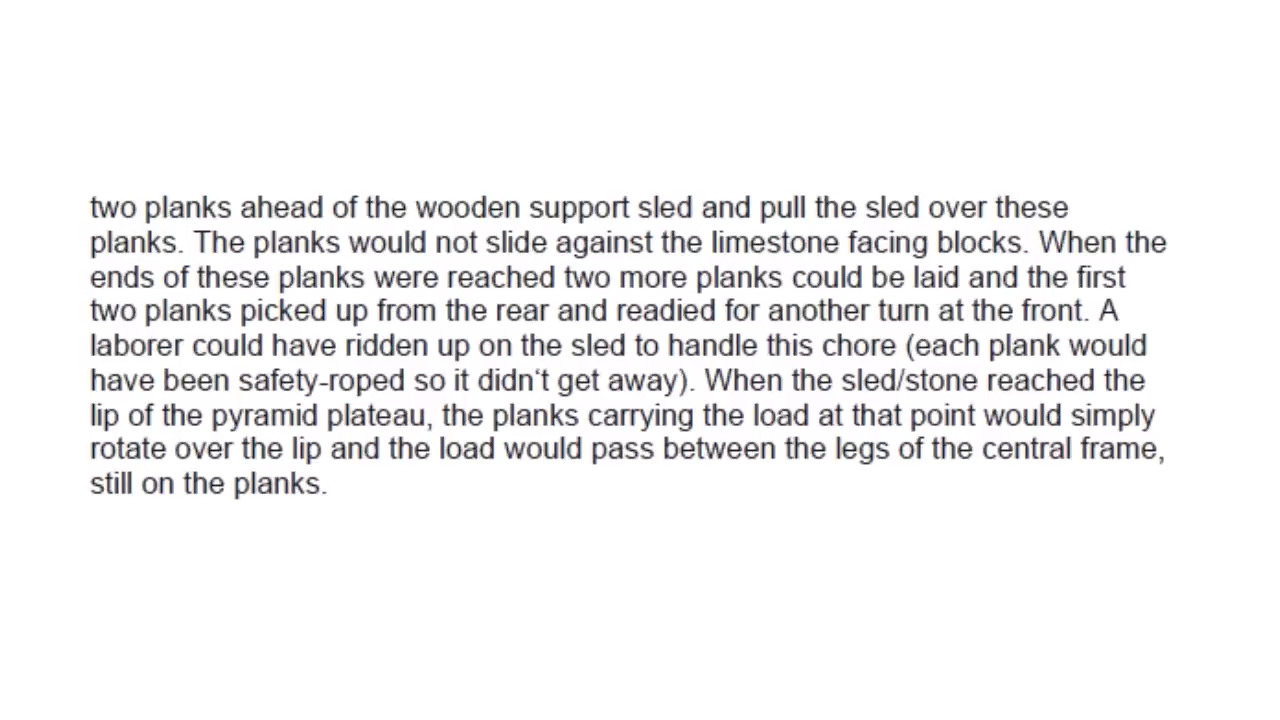 two planks ahead of the wooden support sled and pull the sled over these
planks. The planks would not slide against the limestone facing blocks. When the
ends of these planks were reached two more planks could be laid and the first
two planks picked up from the rear and readied for another turn at the front. A
laborer could have ridden up on the sled to handle this chore (each plank would
have been safety-roped so it didn‘t get away). When the sled/stone reached the
lip of the pyramid plateau, the planks carrying the load at that point would simply
rotate over the lip and the load would pass between the legs of the central frame,
still on the planks.